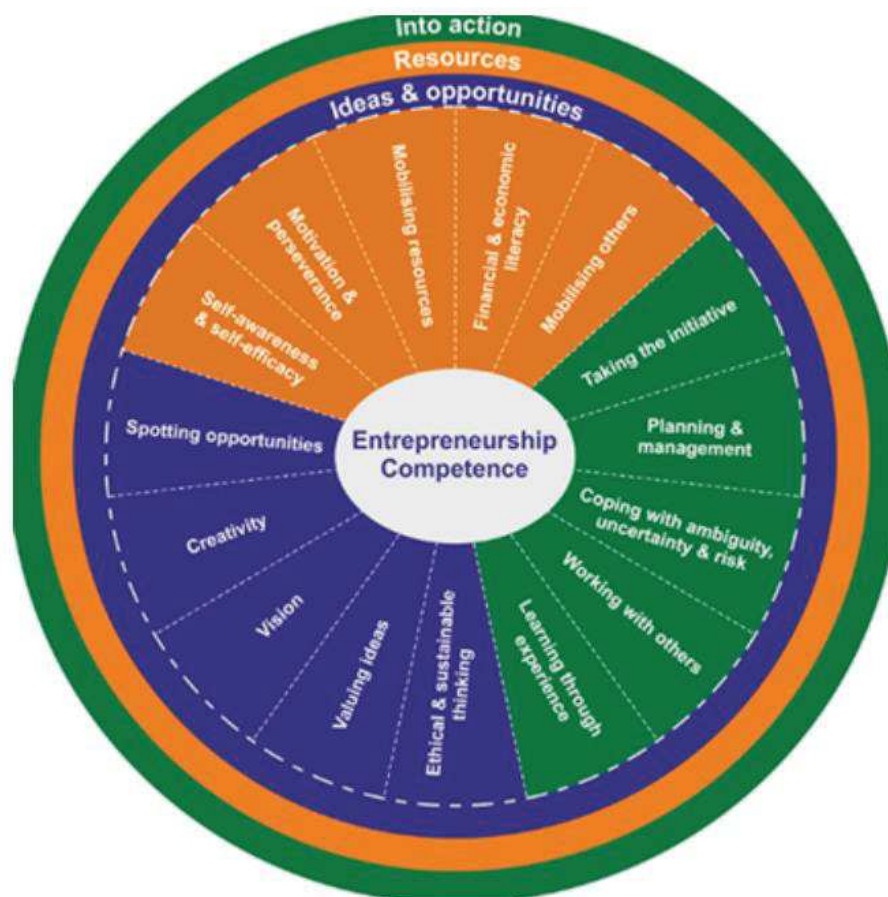 Into action
Resources
Ideas & opportunities
Self-awareness
& self-efficacy
Motivation &
perseverance
Mobilising resources
Financial & economic
literacy
Mobilising others
Taking the initiative
Planning &
management
Coping with ambiguity,
uncertainty & risk
Working with others
Learning through
experience
Ethical & sustainable
thinking
Valuing ideas
Vision
Creativity
Spotting opportunities
Entrepreneurship
Competence